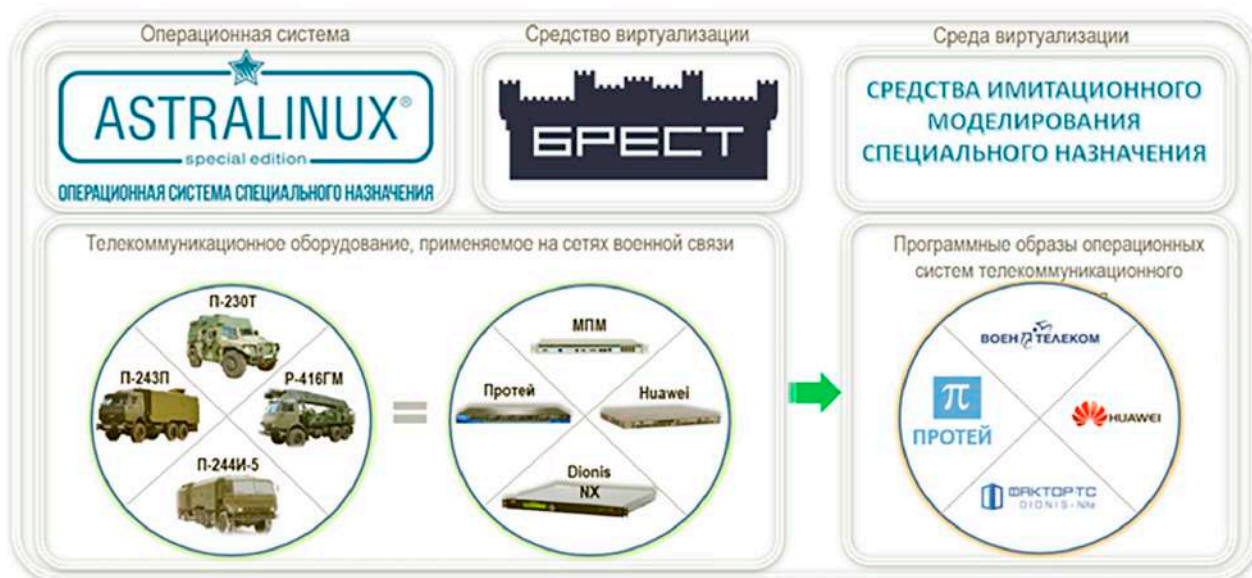 Операционная система
Средство виртуализации
Среда виртуализации
ASTRALINUX®
special edition
ОПЕРАЦИОННАЯ СИСТЕМА СПЕЦИАЛЬНОГО НАЗНАЧЕНИЯ
БРЕСТ
СРЕДСТВА ИМИТАЦИОННОГО
МОДЕЛИРОВАНИЯ
СПЕЦИАЛЬНОГО НАЗНАЧЕНИЯ
Телекоммуникационное оборудование, применяемое на сетях военной связи
П-230Т
П-243П
Р-416ГМ
П-244И-5
=
МПМ
Протей
Huawei
Dionis
NX
Программные образы операционных
систем телекоммуникационного
ВОЕНТЕЛЕКОМ
π
ПРОТЕЙ
HUAWEI
ФАКТОР-ТС
DIONIS-NXe